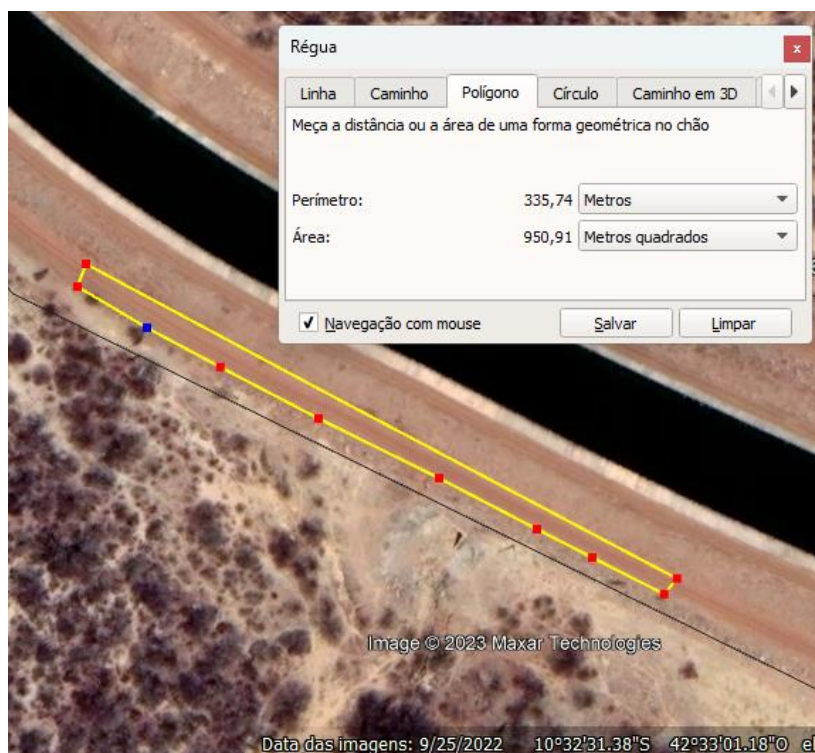 Régua
x
Linha Caminho Polígono Círculo Caminho em 3D
Meça a distância ou a área de uma forma geométrica no chão
Perímetro: 335,74 Metros
Área: 950,91 Metros quadrados
Navegação com mouse Salvar Limpar
Image © 2023 Maxar Technologies
Data das imagens: 9/25/2022 10°32'31.38"S 42°33'01.18"O el